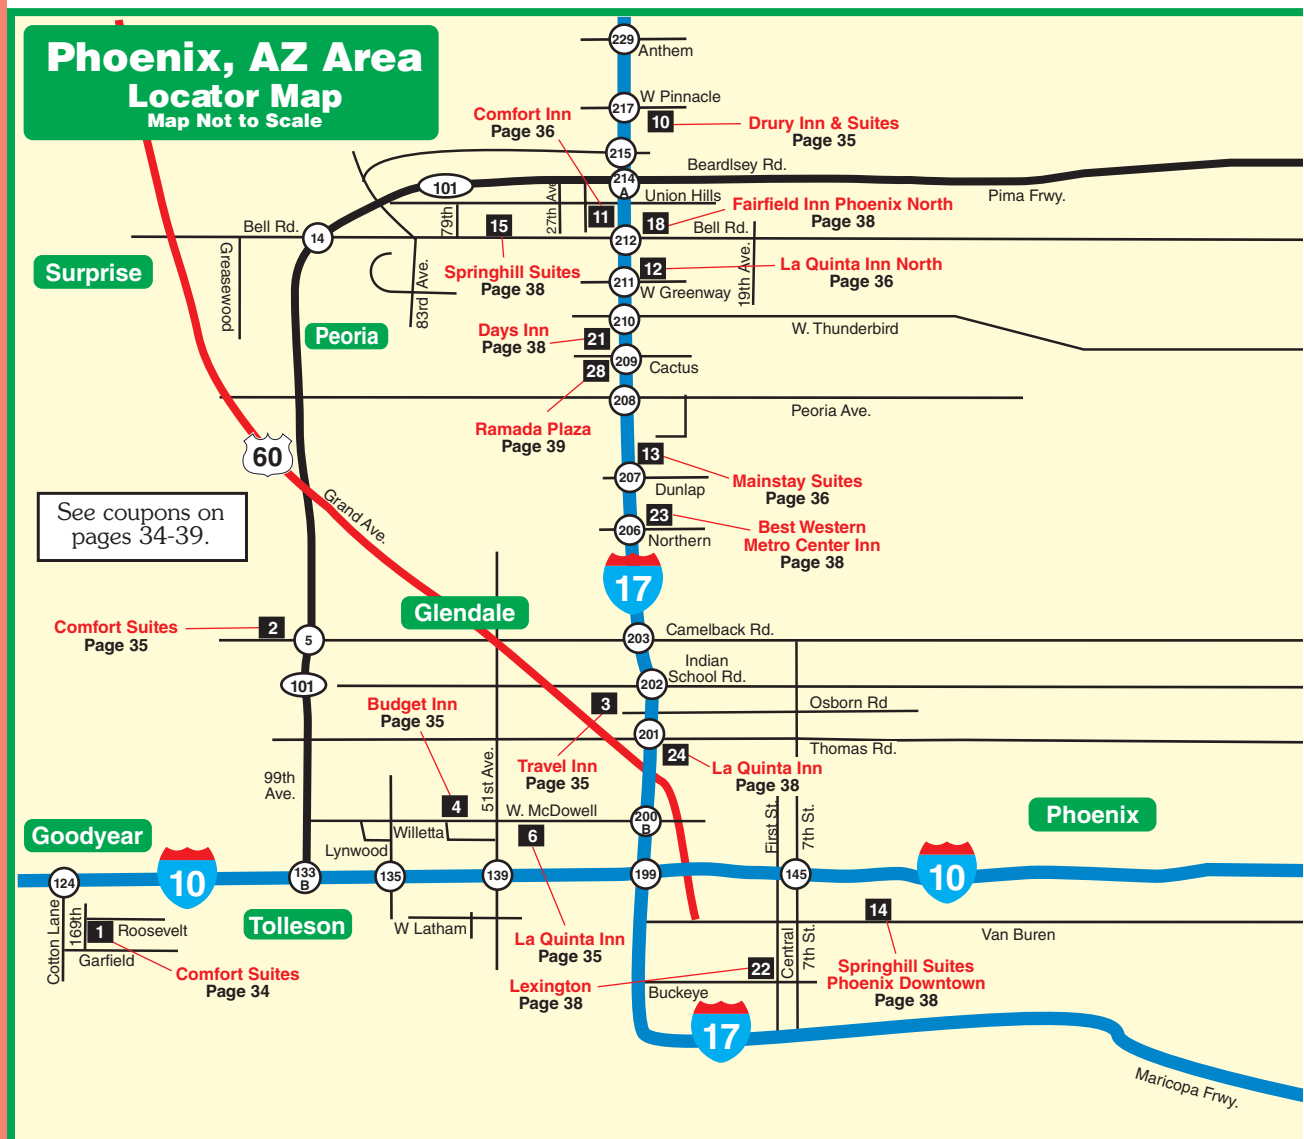 Phoenix, AZ Area
Locator Map
Map Not to Scale
229
Anthem
W Pinnacle
217
10
Drury Inn & Suites
Page 35
Comfort Inn
Page 36
215
Beardlsey Rd.
214
A
101
Pima Frwy.
Union Hills
27th Ave
79th
11
15
18
Fairfield Inn Phoenix North
Page 38
Bell Rd.
14
212
Bell Rd.
Surprise
Greasewood
83rd Ave.
Springhill Suites
Page 38
12
La Quinta Inn North
Page 36
211
W Greenway
19th Ave.
210
W. Thunderbird
Peoria
Days Inn
Page 38
21
209
Cactus
28
208
Peoria Ave.
Ramada Plaza
Page 39
60
13
Mainstay Suites
Page 36
207
Dunlap
Grand Ave.
See coupons on
pages 34-39.
23
Best Western
Metro Center Inn
Page 38
206
Northern
17
Glendale
Comfort Suites
Page 35
2
5
203
Camelback Rd.
101
Indian
School Rd.
202
Budget Inn
Page 35
3
Osborn Rd
201
Thomas Rd.
24
La Quinta Inn
Page 38
Travel Inn
Page 35
99th
Ave.
51st Ave.
4
W. McDowell
200
B
First St.
7th St.
Phoenix
Goodyear
Willetta
Lynwood
6
124
10
133
B
135
139
199
145
10
Cotton Lane
169th
1
Roosevelt
Garfield
Comfort Suites
Page 34
Tolleson
W Latham
La Quinta Inn
Page 35
14
Van Buren
Central
7th St.
Springhill Suites
Phoenix Downtown
Page 38
22
Lexington
Page 38
Buckeye
17
Maricopa Frwy.